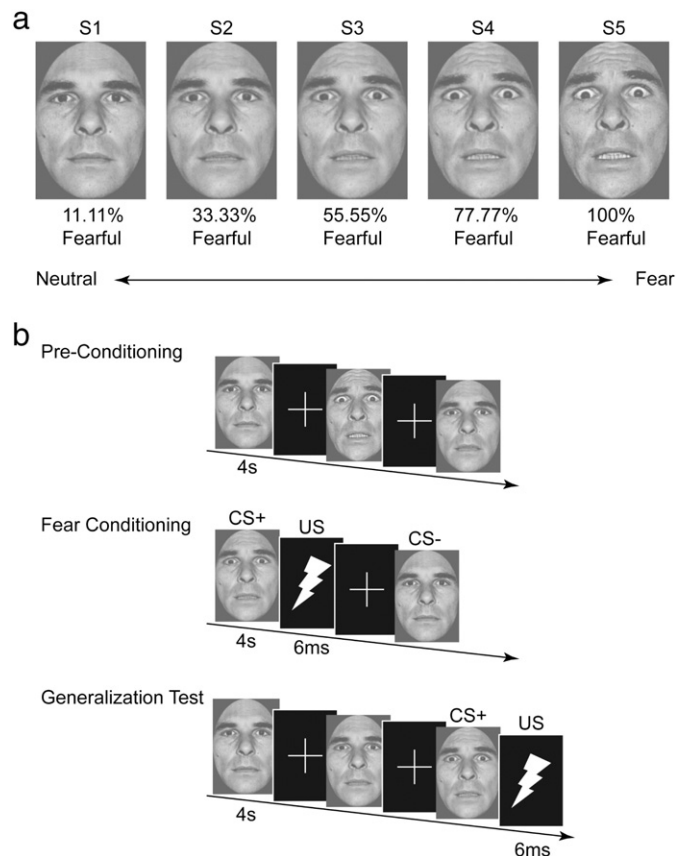 a
S1 S2 S3 S4 S5
11.11% 33.33% 55.55% 77.77% 100%
Fearful Fearful Fearful Fearful Fearful
Neutral Fear
b
Pre-Conditioning
4s
Fear Conditioning
CS+ US CS-
4s 6ms
Generalization Test
CS+ US
4s
6ms